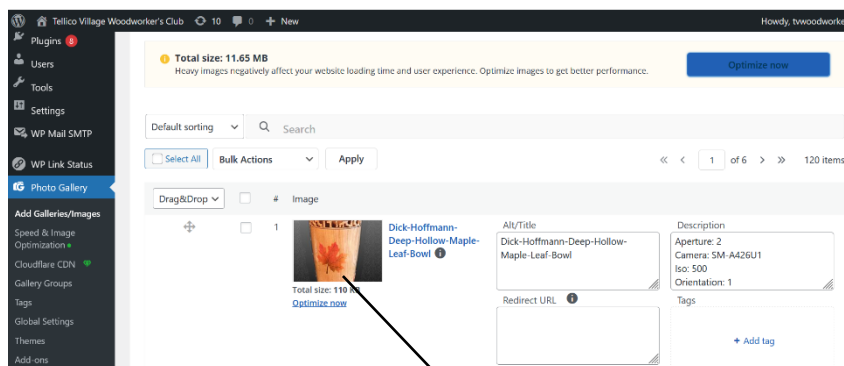 Tellico Village Woodworker's Club 10 0 + New Howdy, tvwoodworke
Plugins 8
Users
Tools
Settings
WP Mail SMTP
WP Link Status
Photo Gallery
Add Galleries/Images
Speed & Image
Optimization
Cloudflare CDN
Gallery Groups
Tags
Global Settings
Themes
Add-ons
Total size: 11.65 MB
Heavy images negatively affect your website loading time and user experience. Optimize images to get better performance.
Optimize now
Default sorting
Search
Select All
Bulk Actions
Apply
« < 1 of 6 > » 120 items
Drag&Drop # Image
1
Dick-Hoffmann-
Deep-Hollow-Maple-
Leaf-Bowl
Total size: 110 KB
Optimize now
Alt/Title
Dick-Hoffmann-Deep-Hollow-
Maple-Leaf-Bowl
Redirect URL
Description
Aperture: 2
Camera: SM-A426U1
Iso: 500
Orientation: 1
Tags
+ Add tag